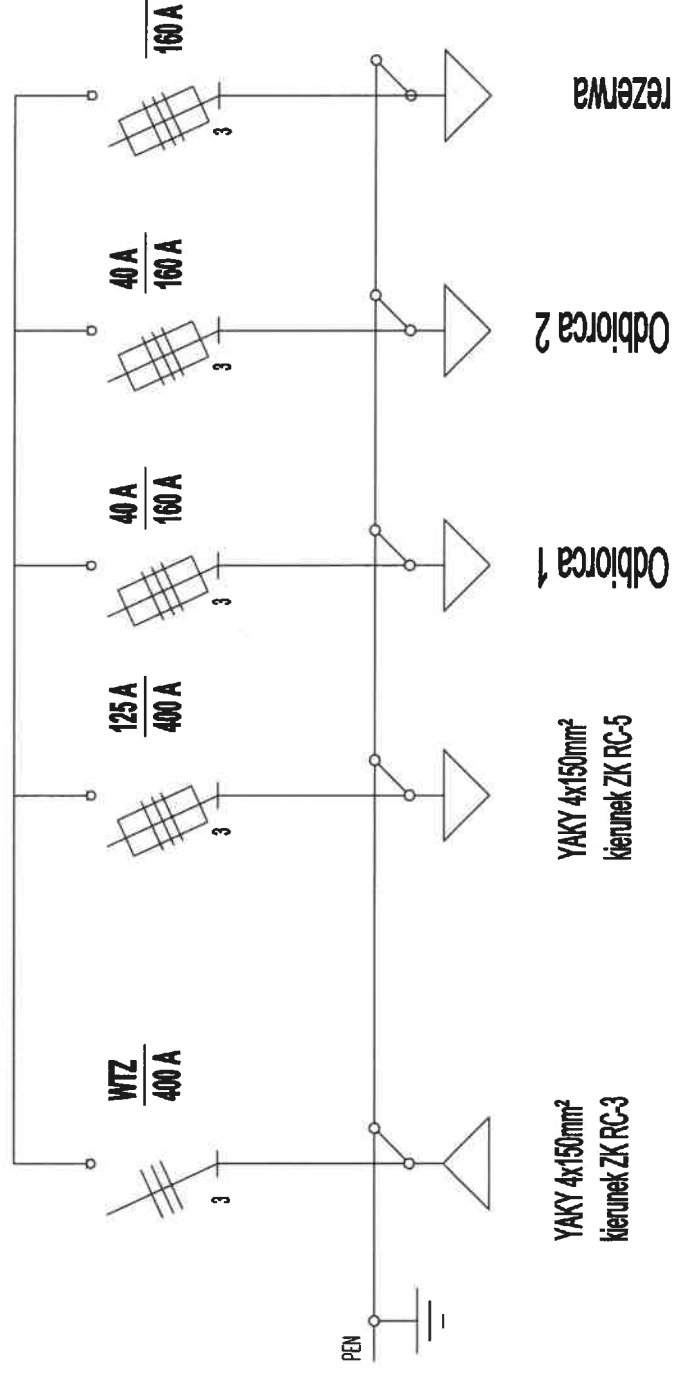 160 A
40 A
160 A
40 A
160 A
125 A
400 A
WTZ
400 A
3
3
3
3
3
PEN
YAKY 4x150mm²
kierunek ZK RC-3
YAKY 4x150mm²
kierunek ZK RC-5
Odbiorca 1
Odbiorca 2
rezerwa